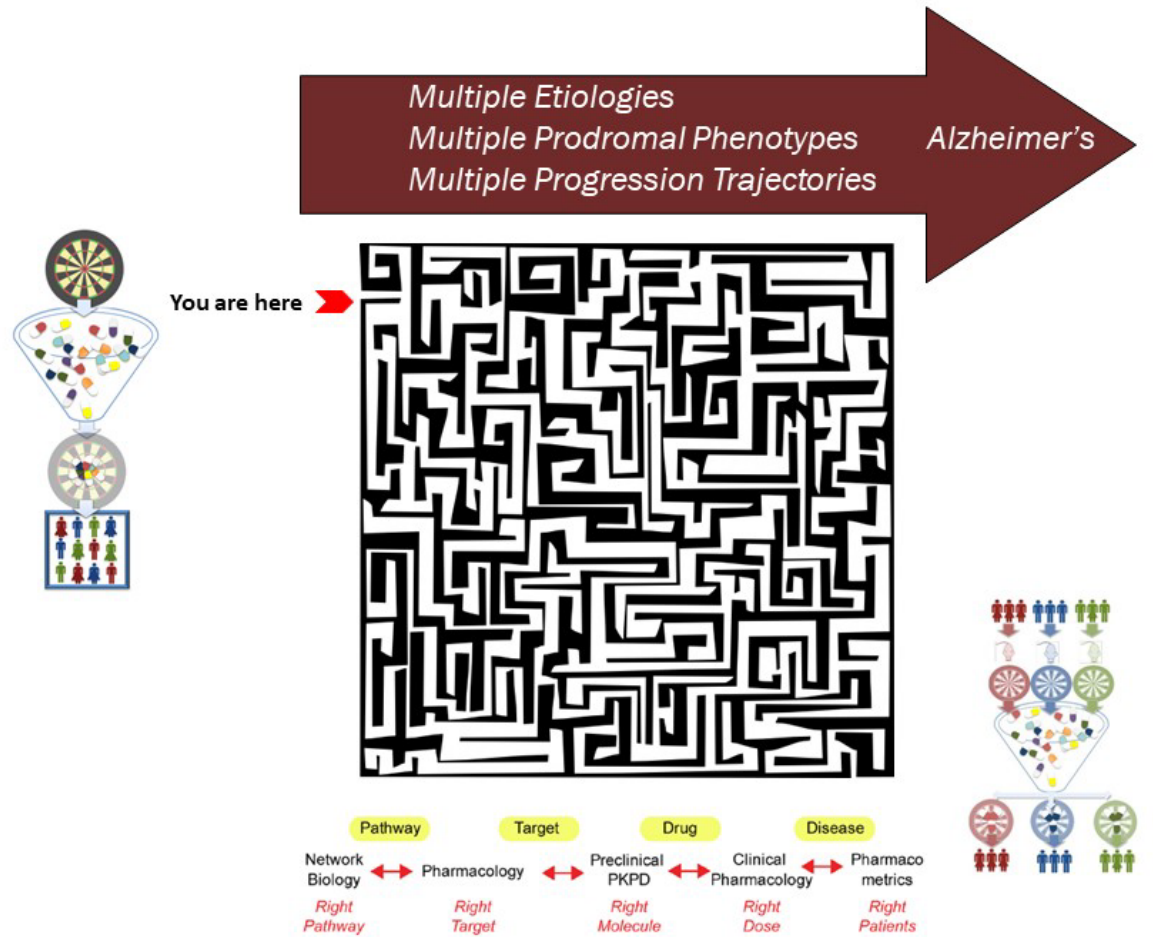 Multiple Etiologies
Multiple Prodromal Phenotypes
Alzheimer's
Multiple Progression Trajectories
You are here
Pathway
Target
Drug
Disease
Network
Biology
Pharmacology
Preclinical
PKPD
Clinical
Pharmacology
Pharmaco
metrics
Right
Pathway
Right
Target
Right
Molecule
Right
Dose
Right
Patients